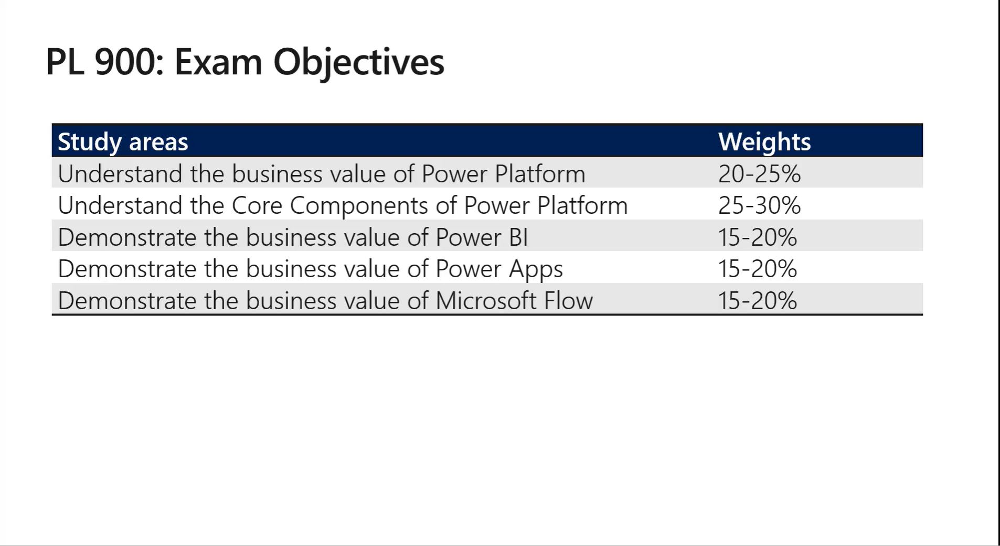 PL 900: Exam Objectives
Study areas Weights
Understand the business value of Power Platform 20-25%
Understand the Core Components of Power Platform 25-30%
Demonstrate the business value of Power BI 15-20%
Demonstrate the business value of Power Apps 15-20%
Demonstrate the business value of Microsoft Flow 15-20%